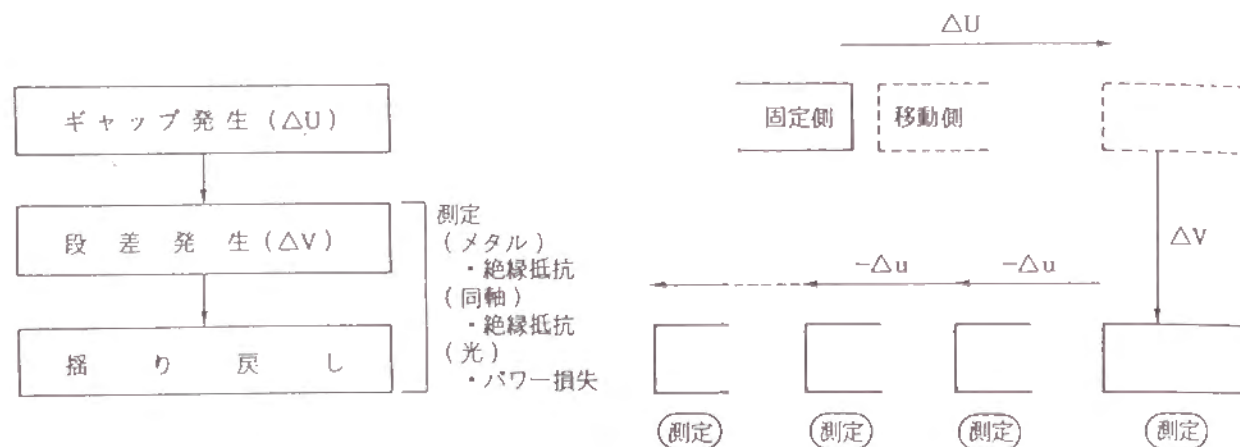 ギャップ発生(△U)
段差発生(△V)
揺り戻し
測定
(メタル)
・絶縁抵抗
(同軸)
・絶縁抵抗
(光)
・パワー損失
△U
固定側
移動側
△V
-△u
-△u
測定
測定
測定
測定